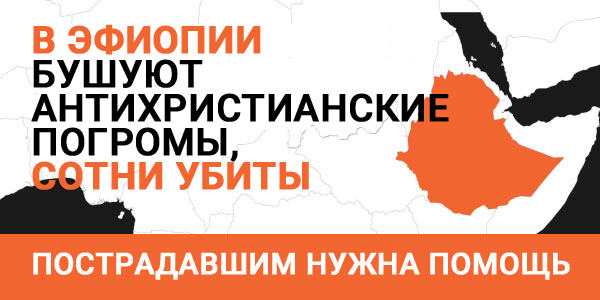 В ЭФИОПИИ
БУШУЮТ
АНТИХРИСТИАНСКИЕ
ПОГРОМЫ,
СОТНИ УБИТЫ
ПОСТРАДАВШИМ НУЖНА ПОМОЩЬ